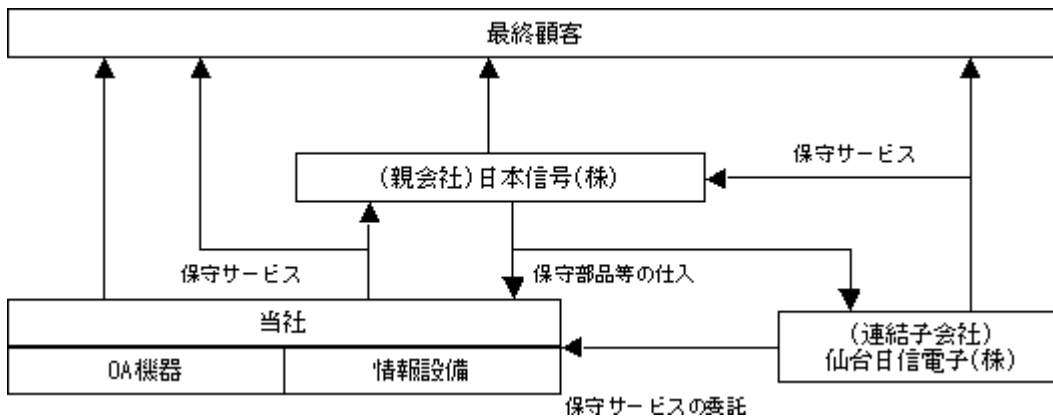 最終顧客
保守サービス
(親会社)日本信号(株)
保守サービス
保守部品等の仕入
当社
(連結子会社)
仙台日信電子(株)
OA機器
情報設備
保守サービスの委託